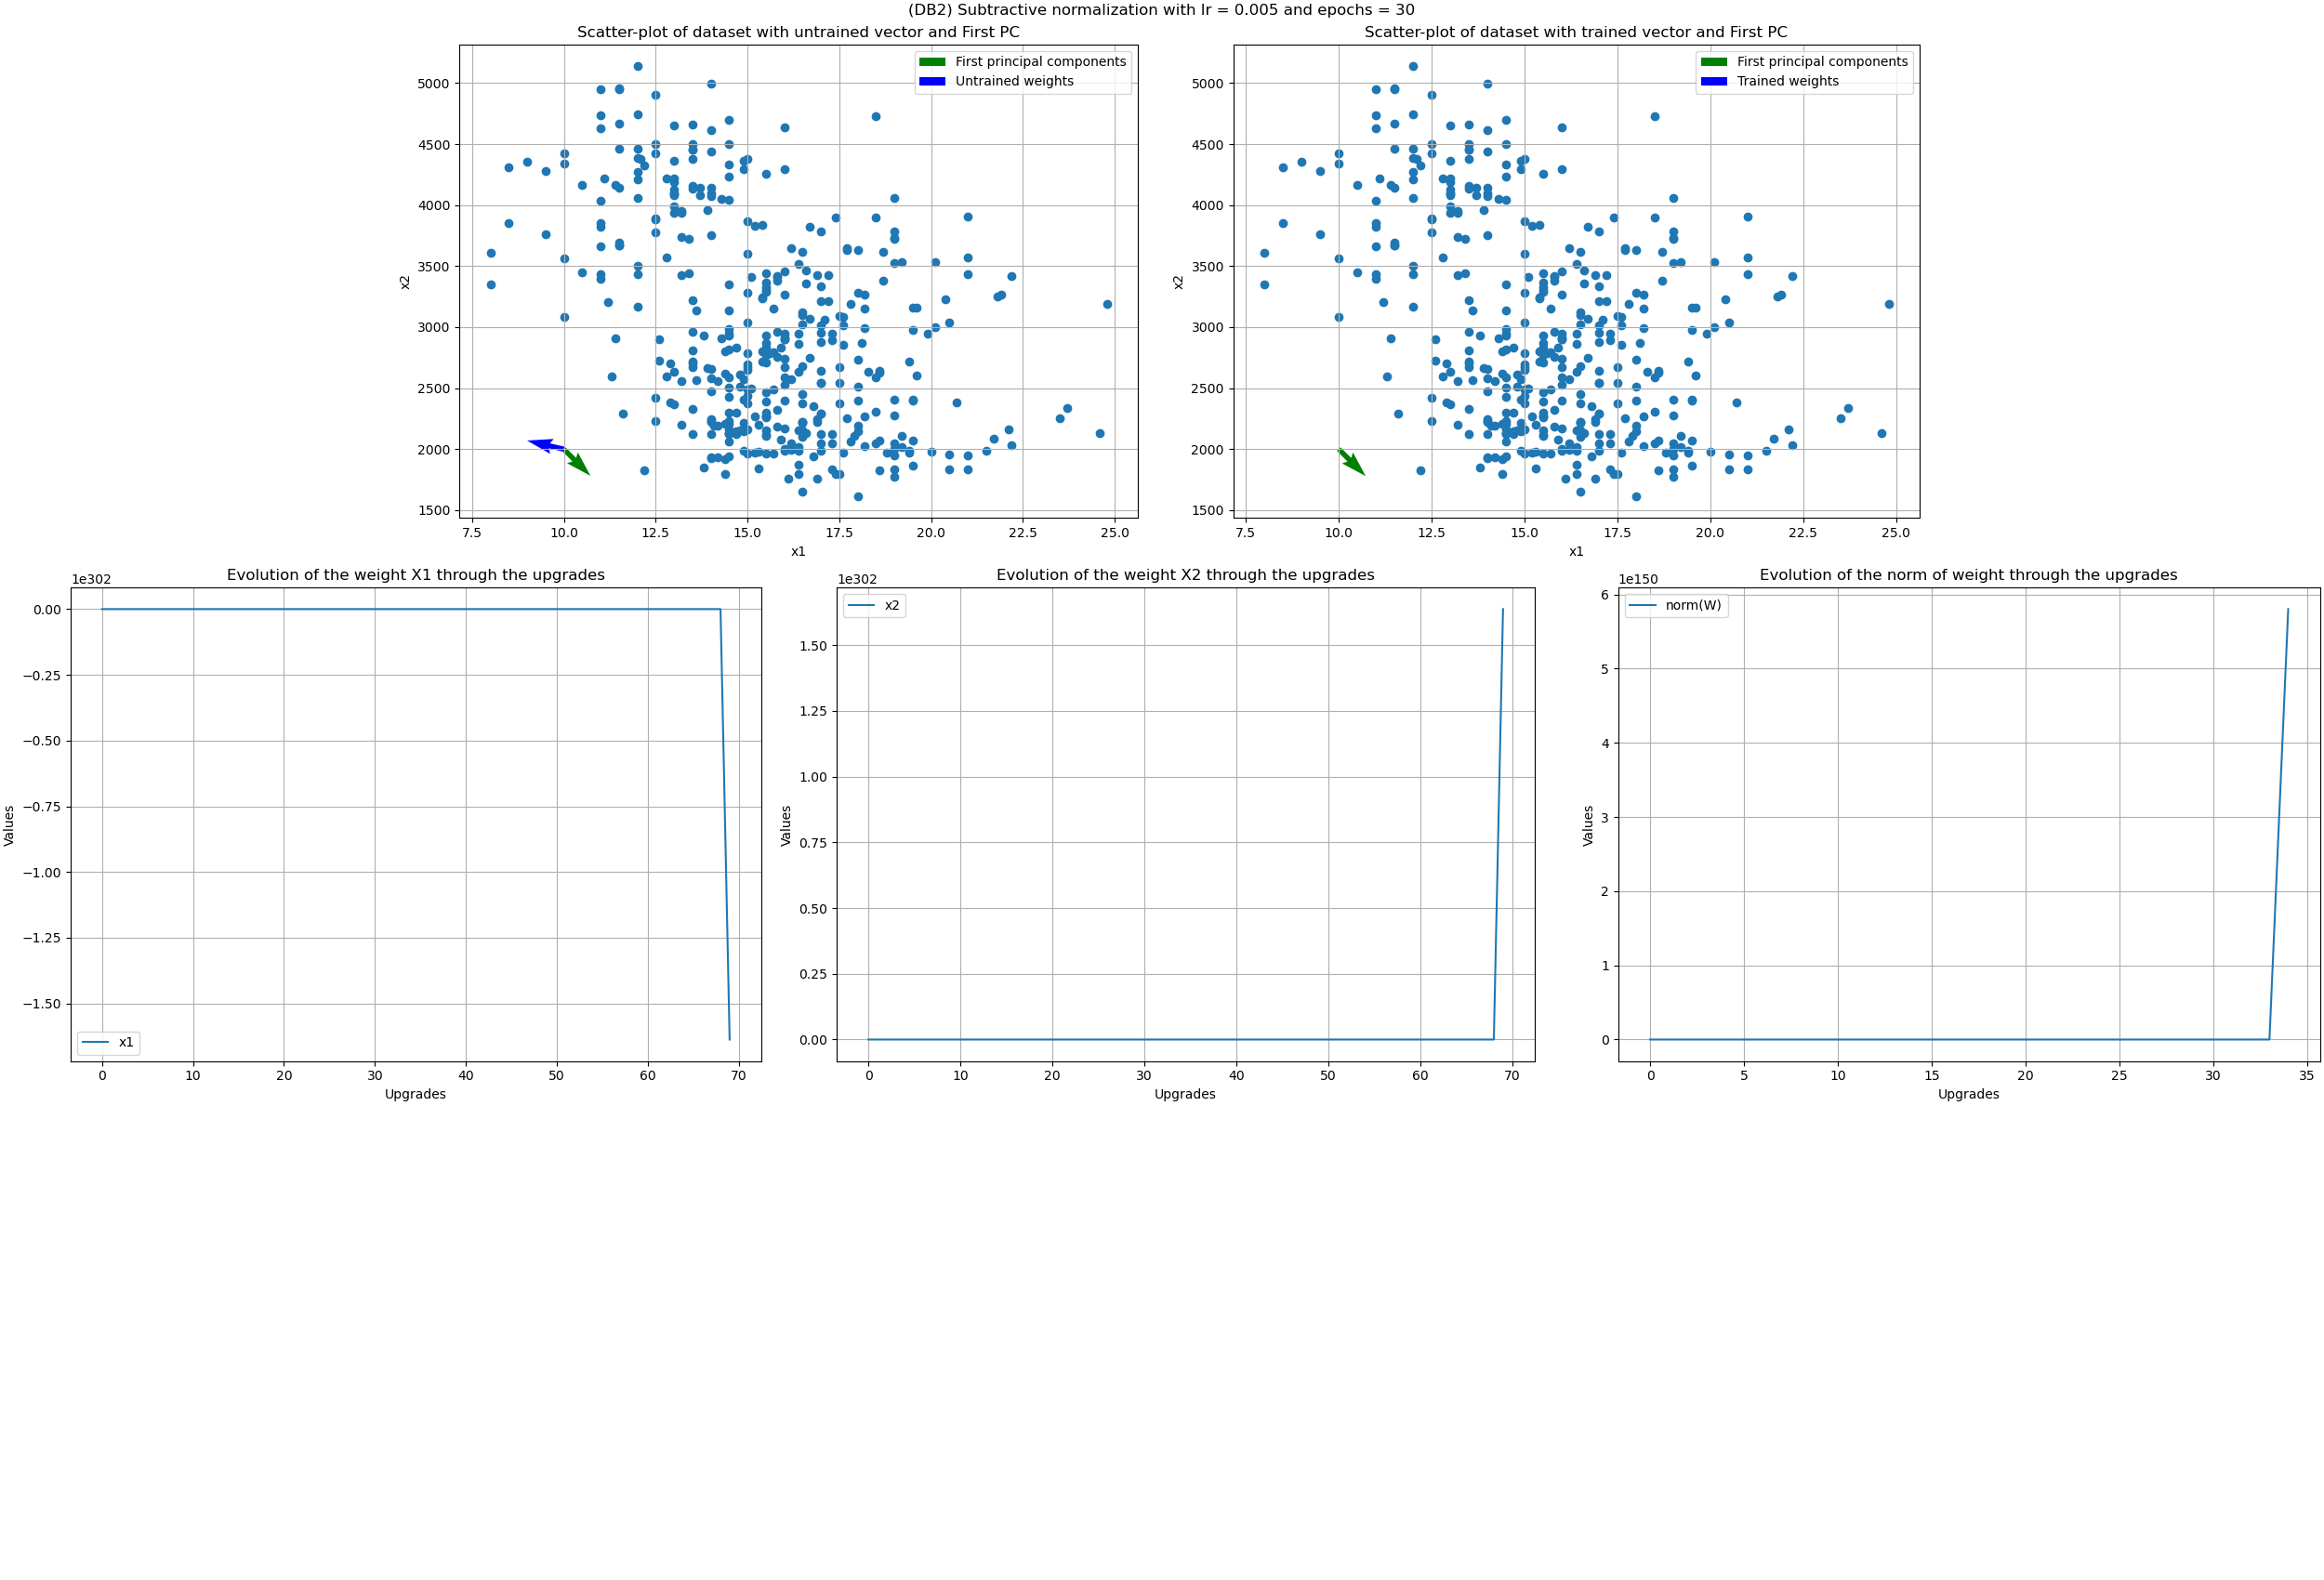 (DB2) Subtractive normalization with lr = 0.005 and epochs = 30
Scatter-plot of dataset with untrained vector and First PC
First principal components
Untrained weights
5000
4500
4000
3500
3000
2500
2000
1500
x2
7.5 10.0 12.5 15.0 17.5 20.0 22.5 25.0
x1
Scatter-plot of dataset with trained vector and First PC
First principal components
Trained weights
5000
4500
4000
3500
3000
2500
2000
1500
x2
7.5 10.0 12.5 15.0 17.5 20.0 22.5 25.0
x1
Evolution of the weight X1 through the upgrades
1e302
0.00
−0.25
−0.50
−0.75
−1.00
−1.25
−1.50
Values
x1
0 10 20 30 40 50 60 70
Upgrades
Evolution of the weight X2 through the upgrades
1e302
x2
1.50
1.25
1.00
0.75
0.50
0.25
0.00
Values
0 10 20 30 40 50 60 70
Upgrades
Evolution of the norm of weight through the upgrades
1e150
norm(W)
6
5
4
3
2
1
0
Values
0 5 10 15 20 25 30 35
Upgrades